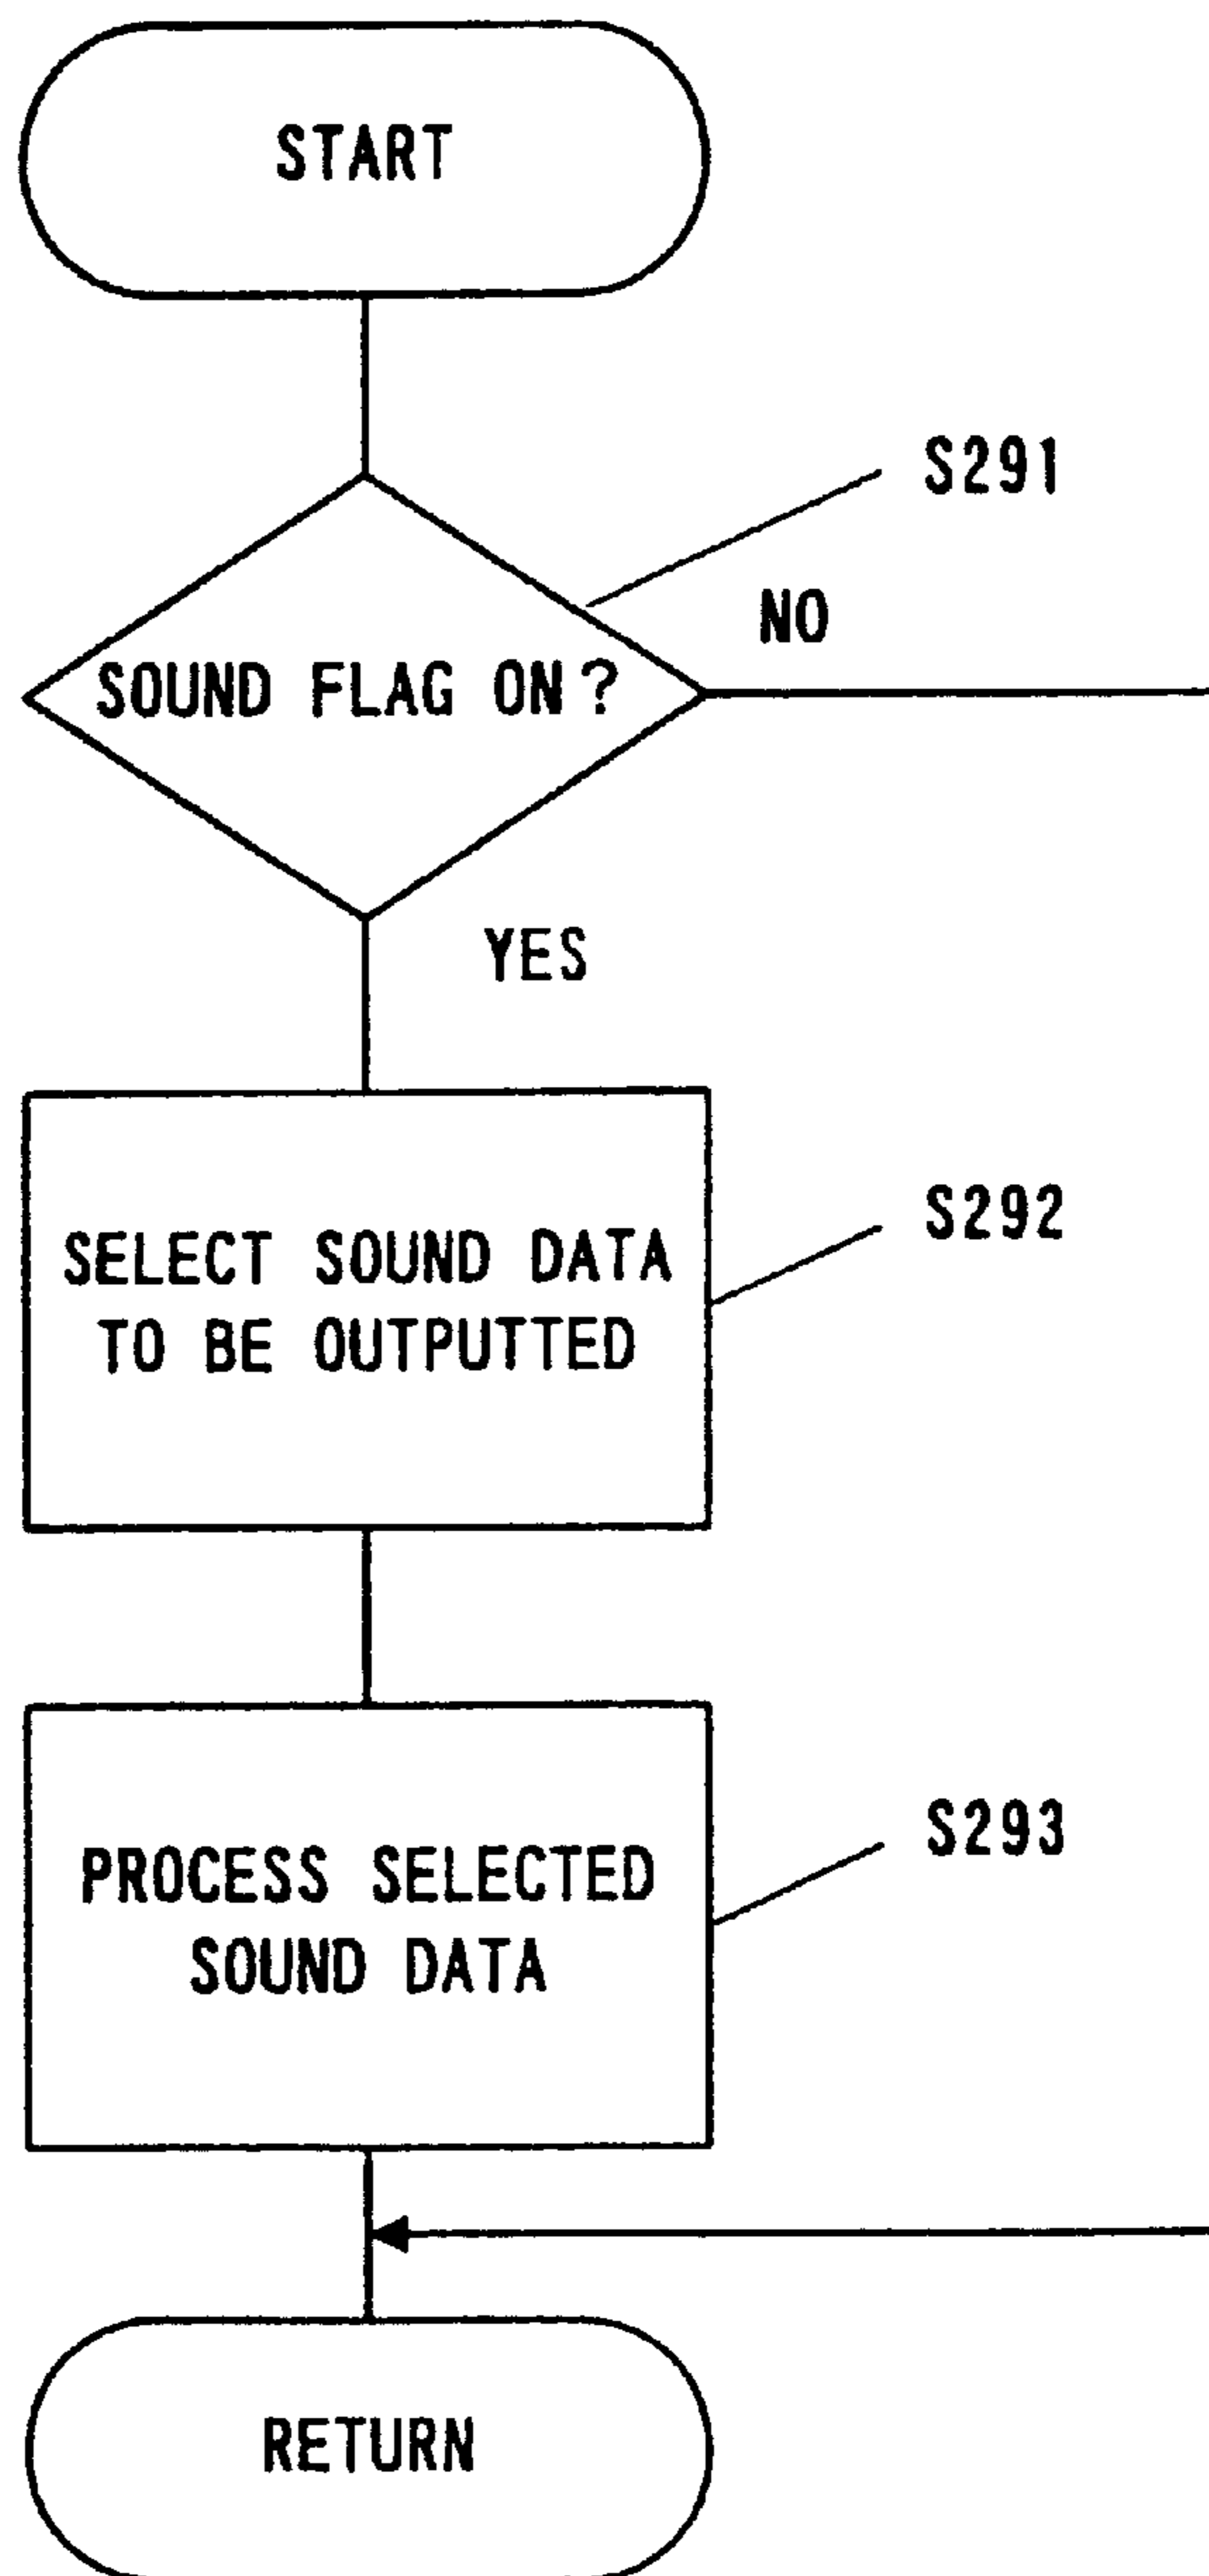 START
S291
NO
SOUND FLAG ON?
YES
S292
SELECT SOUND DATA
TO BE OUTPUTTED
S293
PROCESS SELECTED
SOUND DATA
RETURN